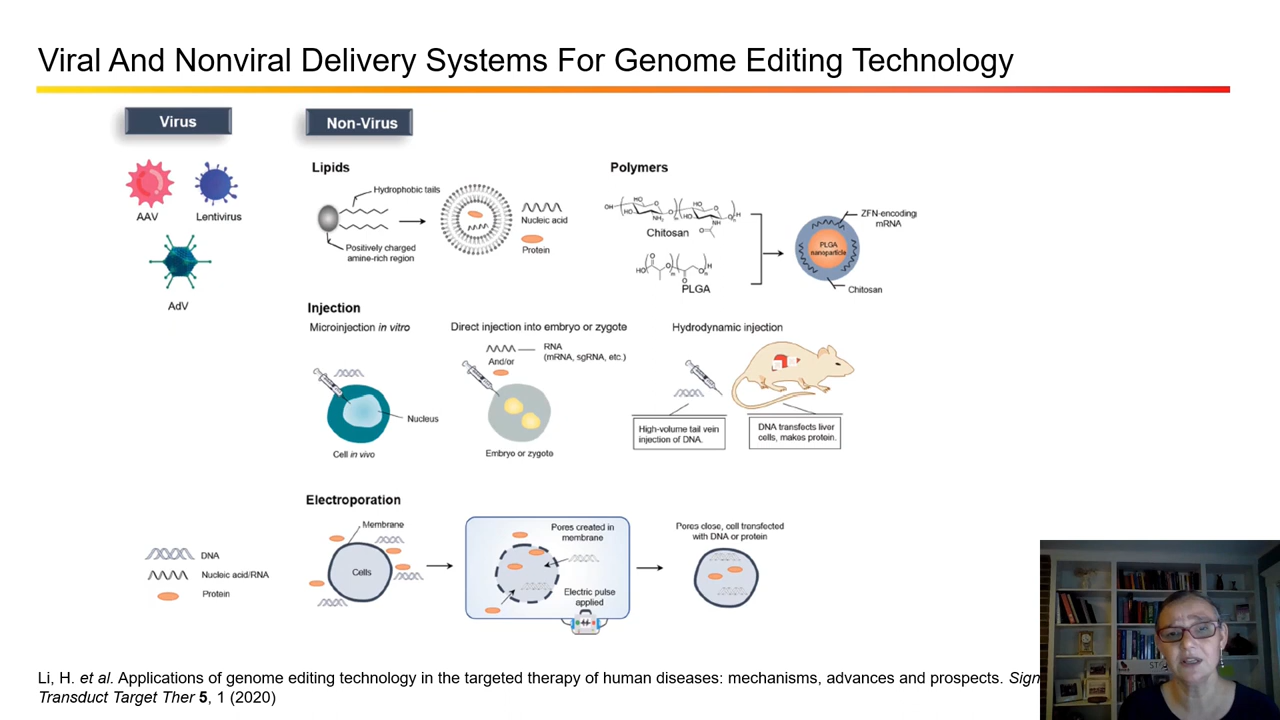 Viral And Nonviral Delivery Systems For Genome Editing Technology
Virus
Non-Virus
AAV
Lentivirus
AdV
Lipids
Hydrophobic tails
Positively charged
amine-rich region
Nucleic acid
Protein
Polymers
Chitosan
PLGA
ZFN-encoding
mRNA
PLGA
nanoparticle
Chitosan
Injection
Microinjection in vitro
Nucleus
Cell in vivo
Direct injection into embryo or zygote
RNA
(mRNA, sgRNA, etc.)
And/or
Embryo or zygote
Hydrodynamic injection
High-volume tail vein
injection of DNA.
DNA transfects liver
cells, makes protein.
Electroporation
Membrane
Cells
Pores created in
membrane
Electric pulse
applied
Pores close, cell transfected
with DNA or protein
DNA
Nucleic acid/RNA
Protein
Li, H. et al. Applications of genome editing technology in the targeted therapy of human diseases: mechanisms, advances and prospects. Sign
Transduct Target Ther 5, 1 (2020)